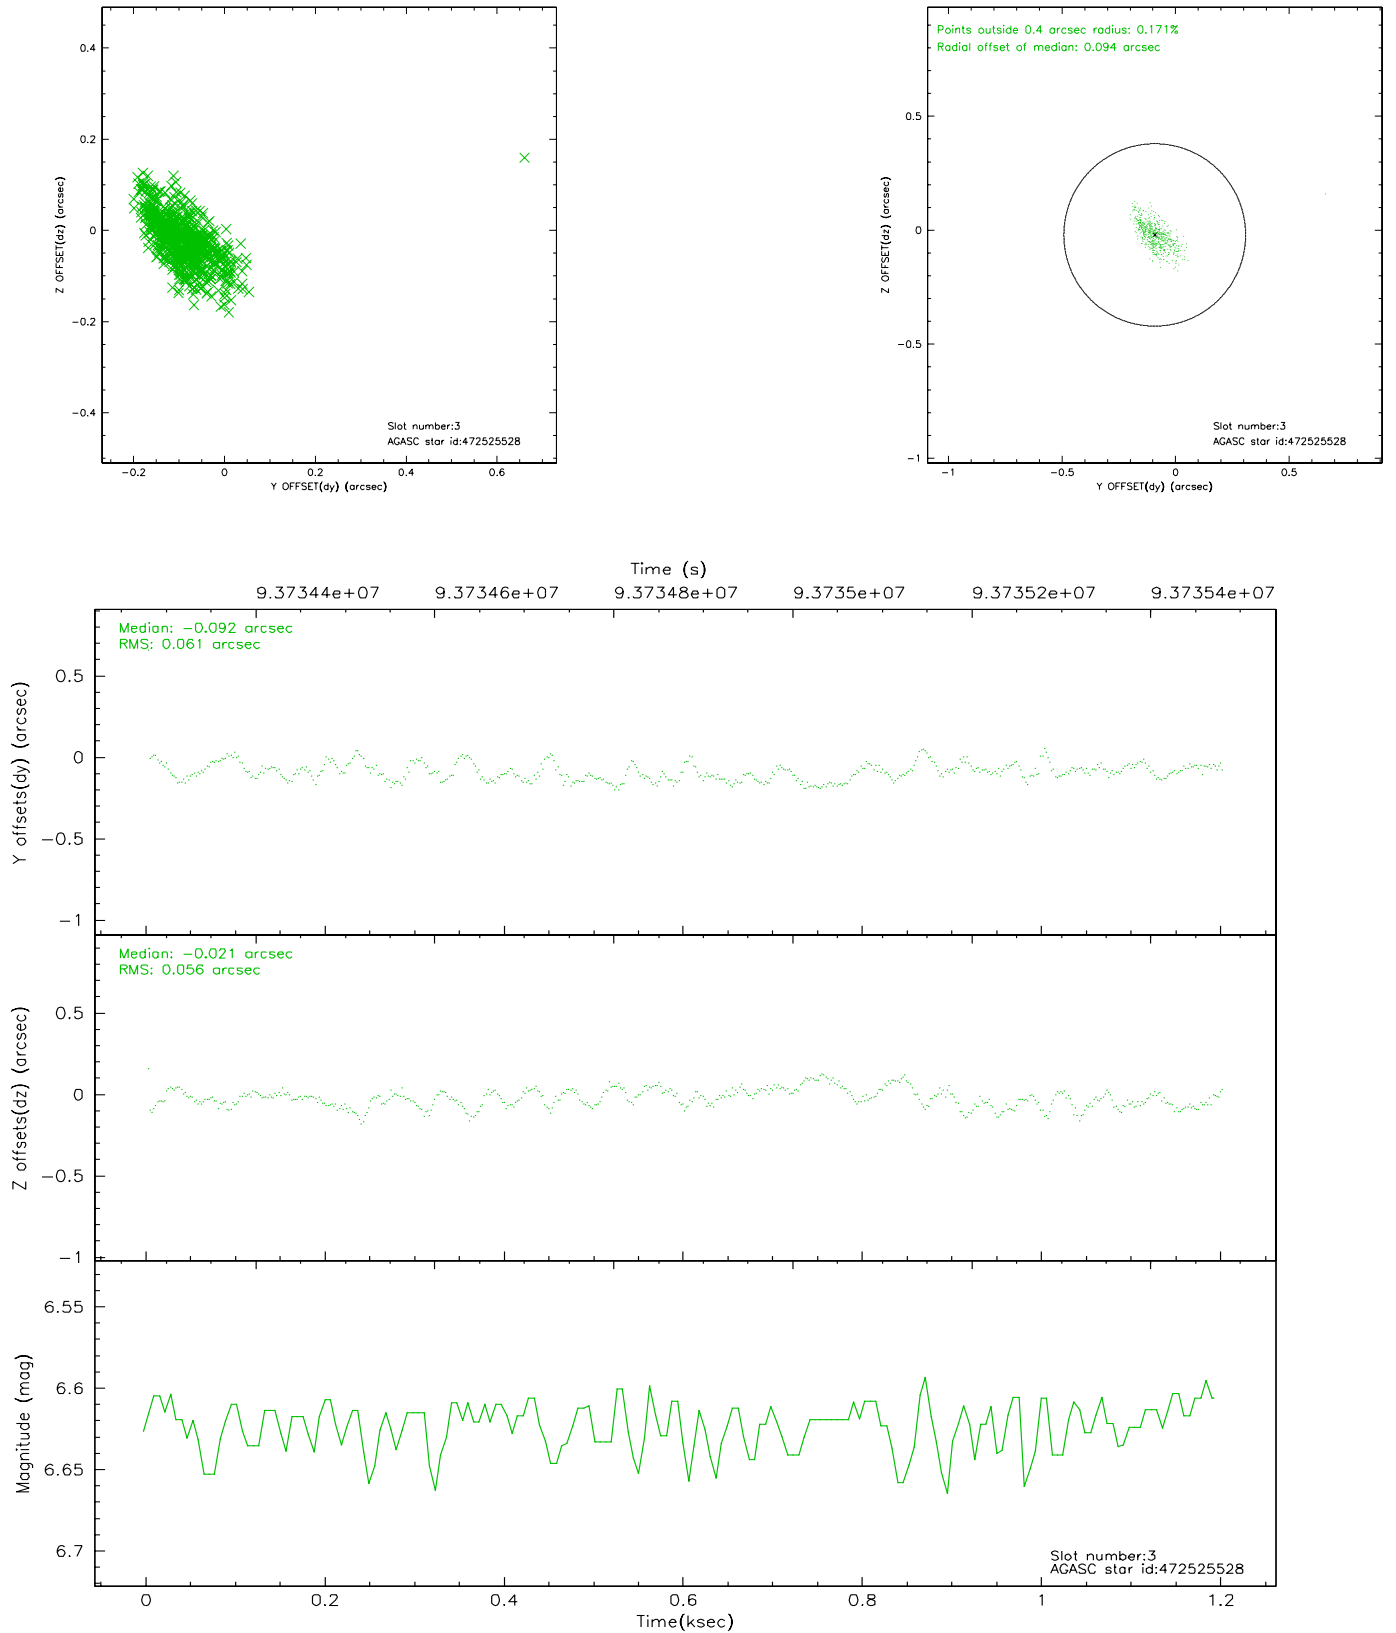 0.4
0.2
0
−0.2
−0.4
Z OFFSET(dz) (arcsec)
Slot number:3
AGASC star id:472525528
−0.2 0 0.2 0.4 0.6
Y OFFSET(dy) (arcsec)
Points outside 0.4 arcsec radius: 0.171%
Radial offset of median: 0.094 arcsec
0.5
0
−0.5
−1
Z OFFSET(dz) (arcsec)
Slot number:3
AGASC star id:472525528
−1 −0.5 0 0.5
Y OFFSET(dy) (arcsec)
Time (s)
9.37344e+07 9.37346e+07 9.37348e+07 9.3735e+07 9.37352e+07 9.37354e+07
Median: −0.092 arcsec
RMS: 0.061 arcsec
0.5
0
−0.5
−1
Y offsets(dy) (arcsec)
Median: −0.021 arcsec
RMS: 0.056 arcsec
0.5
0
−0.5
−1
Z offsets(dz) (arcsec)
6.55
6.6
6.65
6.7
Magnitude (mag)
Slot number:3
AGASC star id:472525528
0 0.2 0.4 0.6 0.8 1 1.2
Time(ksec)